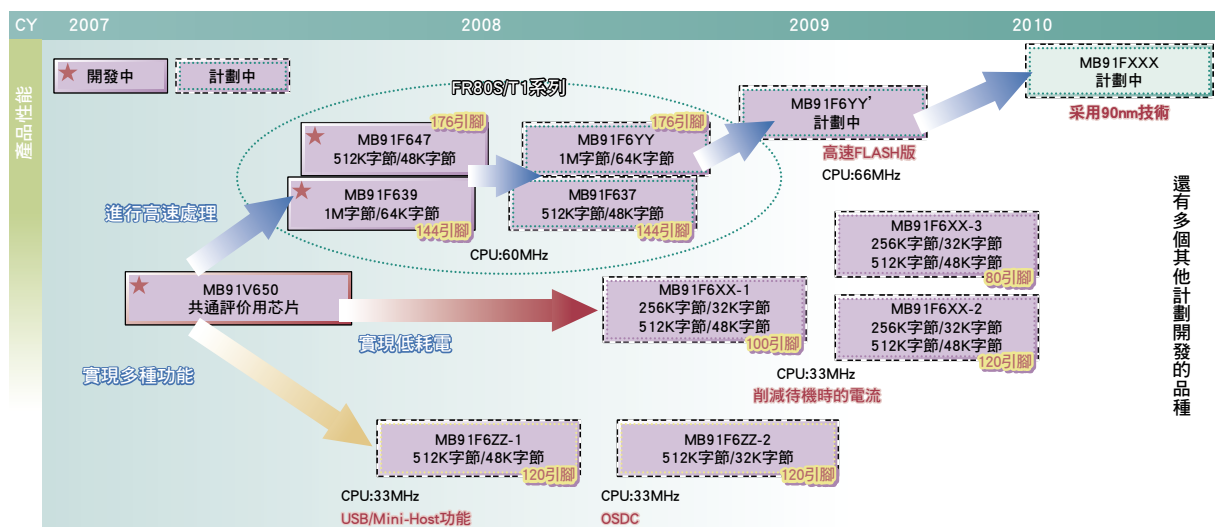 CY 2007 2008 2009 2010
產品性能
開發中
計劃中
FR80S/T1系列
MB91F647
512K字節/48K字節
176引腳
MB91F639
1M字節/64K字節
144引腳
MB91F6YY
1M字節/64K字節
176引腳
MB91F637
512K字節/48K字節
144引腳
CPU:60MHz
MB91F6YY'
計劃中
高速FLASH版
CPU:66MHz
MB91FXXX
計劃中
采用90nm技術
進行高速處理
MB91V650
共通評价用芯片
實現低耗電
實現多種功能
MB91F6XX-1
256K字節/32K字節
512K字節/48K字節
100引腳
MB91F6XX-3
256K字節/32K字節
512K字節/48K字節
80引腳
MB91F6XX-2
256K字節/32K字節
512K字節/48K字節
120引腳
CPU:33MHz
削減待機時的電流
MB91F6ZZ-1
512K字節/48K字節
120引腳
CPU:33MHz
USB/Mini-Host功能
MB91F6ZZ-2
512K字節/32K字節
120引腳
CPU:33MHz
OSDC
還有多個其他計劃開發的品種